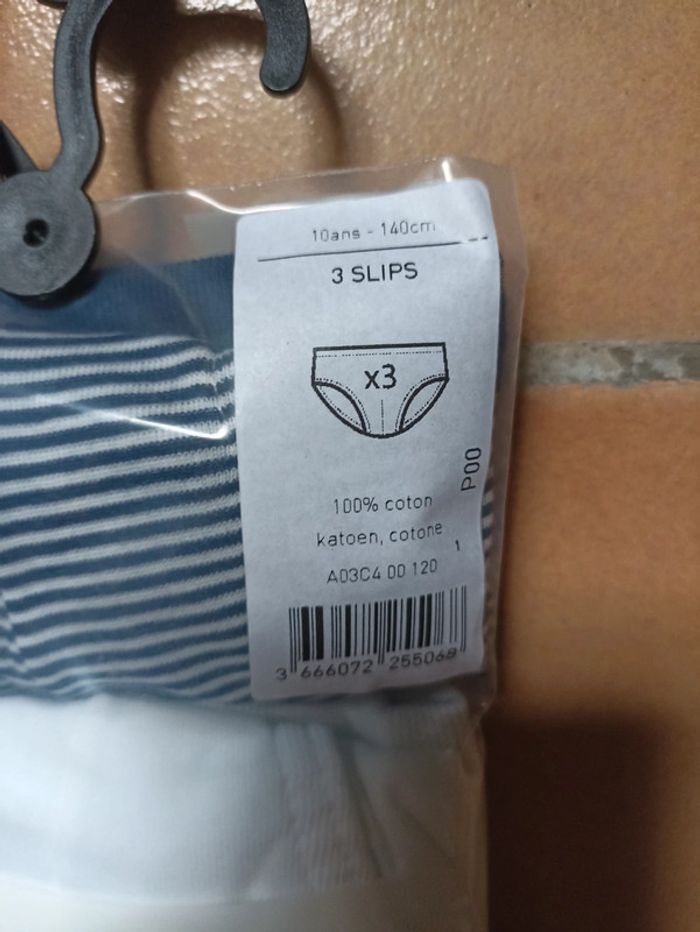 10ans - 140cm
3 SLIPS
x3
P00
100% coton
katoen, cotone
1
A03C4 00 120
3 666072 255068